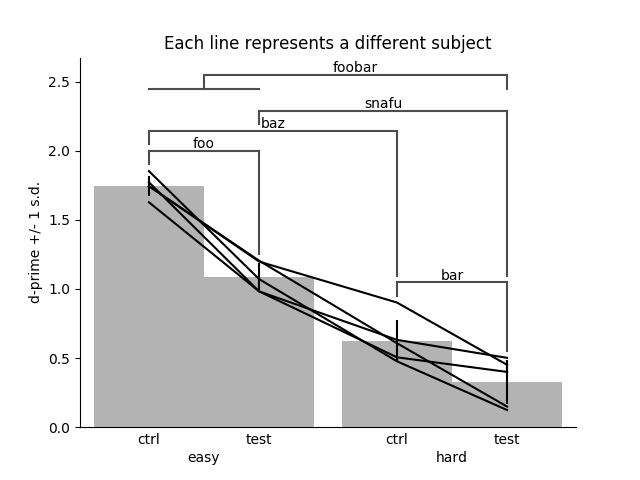 Each line represents a different subject
foobar
snafu
baz
foo
bar
d-prime +/- 1 s.d.
2.5
2.0
1.5
1.0
0.5
0.0
ctrl test ctrl test
easy hard